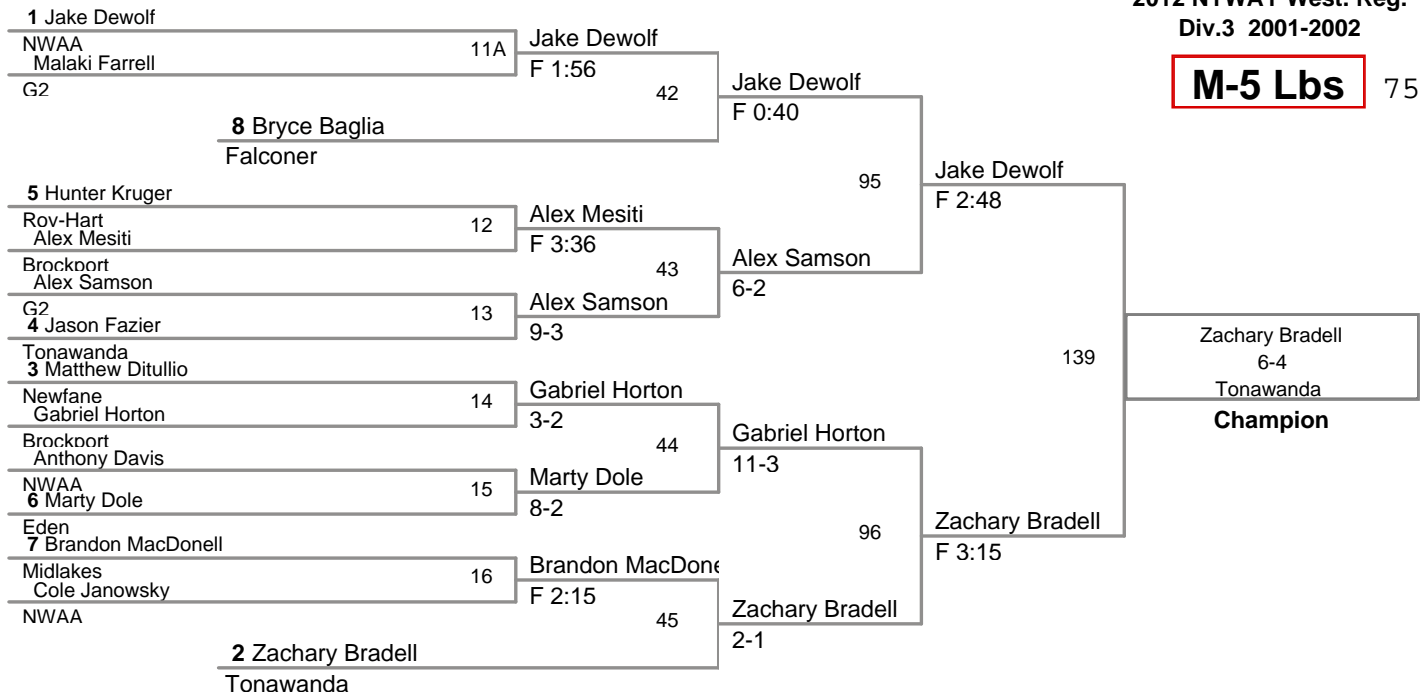 2012 NYWAY West. Reg.
Div.3 2001-2002
M-5 Lbs 75
1 Jake Dewolf
NWAA
Malaki Farrell
G2
11A
Jake Dewolf
F 1:56
8 Bryce Baglia
Falconer
42
Jake Dewolf
F 0:40
5 Hunter Kruger
Roy-Hart
Alex Mesiti
Brockport
12
Alex Mesiti
F 3:36
Alex Samson
G2
4 Jason Fazier
Tonawanda
13
Alex Samson
9-3
43
Alex Samson
6-2
95
Jake Dewolf
F 2:48
3 Matthew Ditullio
Newfane
Gabriel Horton
Brockport
14
Gabriel Horton
3-2
Anthony Davis
NWAA
6 Marty Dole
Eden
15
Marty Dole
8-2
44
Gabriel Horton
11-3
7 Brandon MacDonell
Midlakes
Cole Janowsky
NWAA
16
Brandon MacDone
F 2:15
2 Zachary Bradell
Tonawanda
45
Zachary Bradell
2-1
96
Zachary Bradell
F 3:15
139
Zachary Bradell
6-4
Tonawanda
Champion